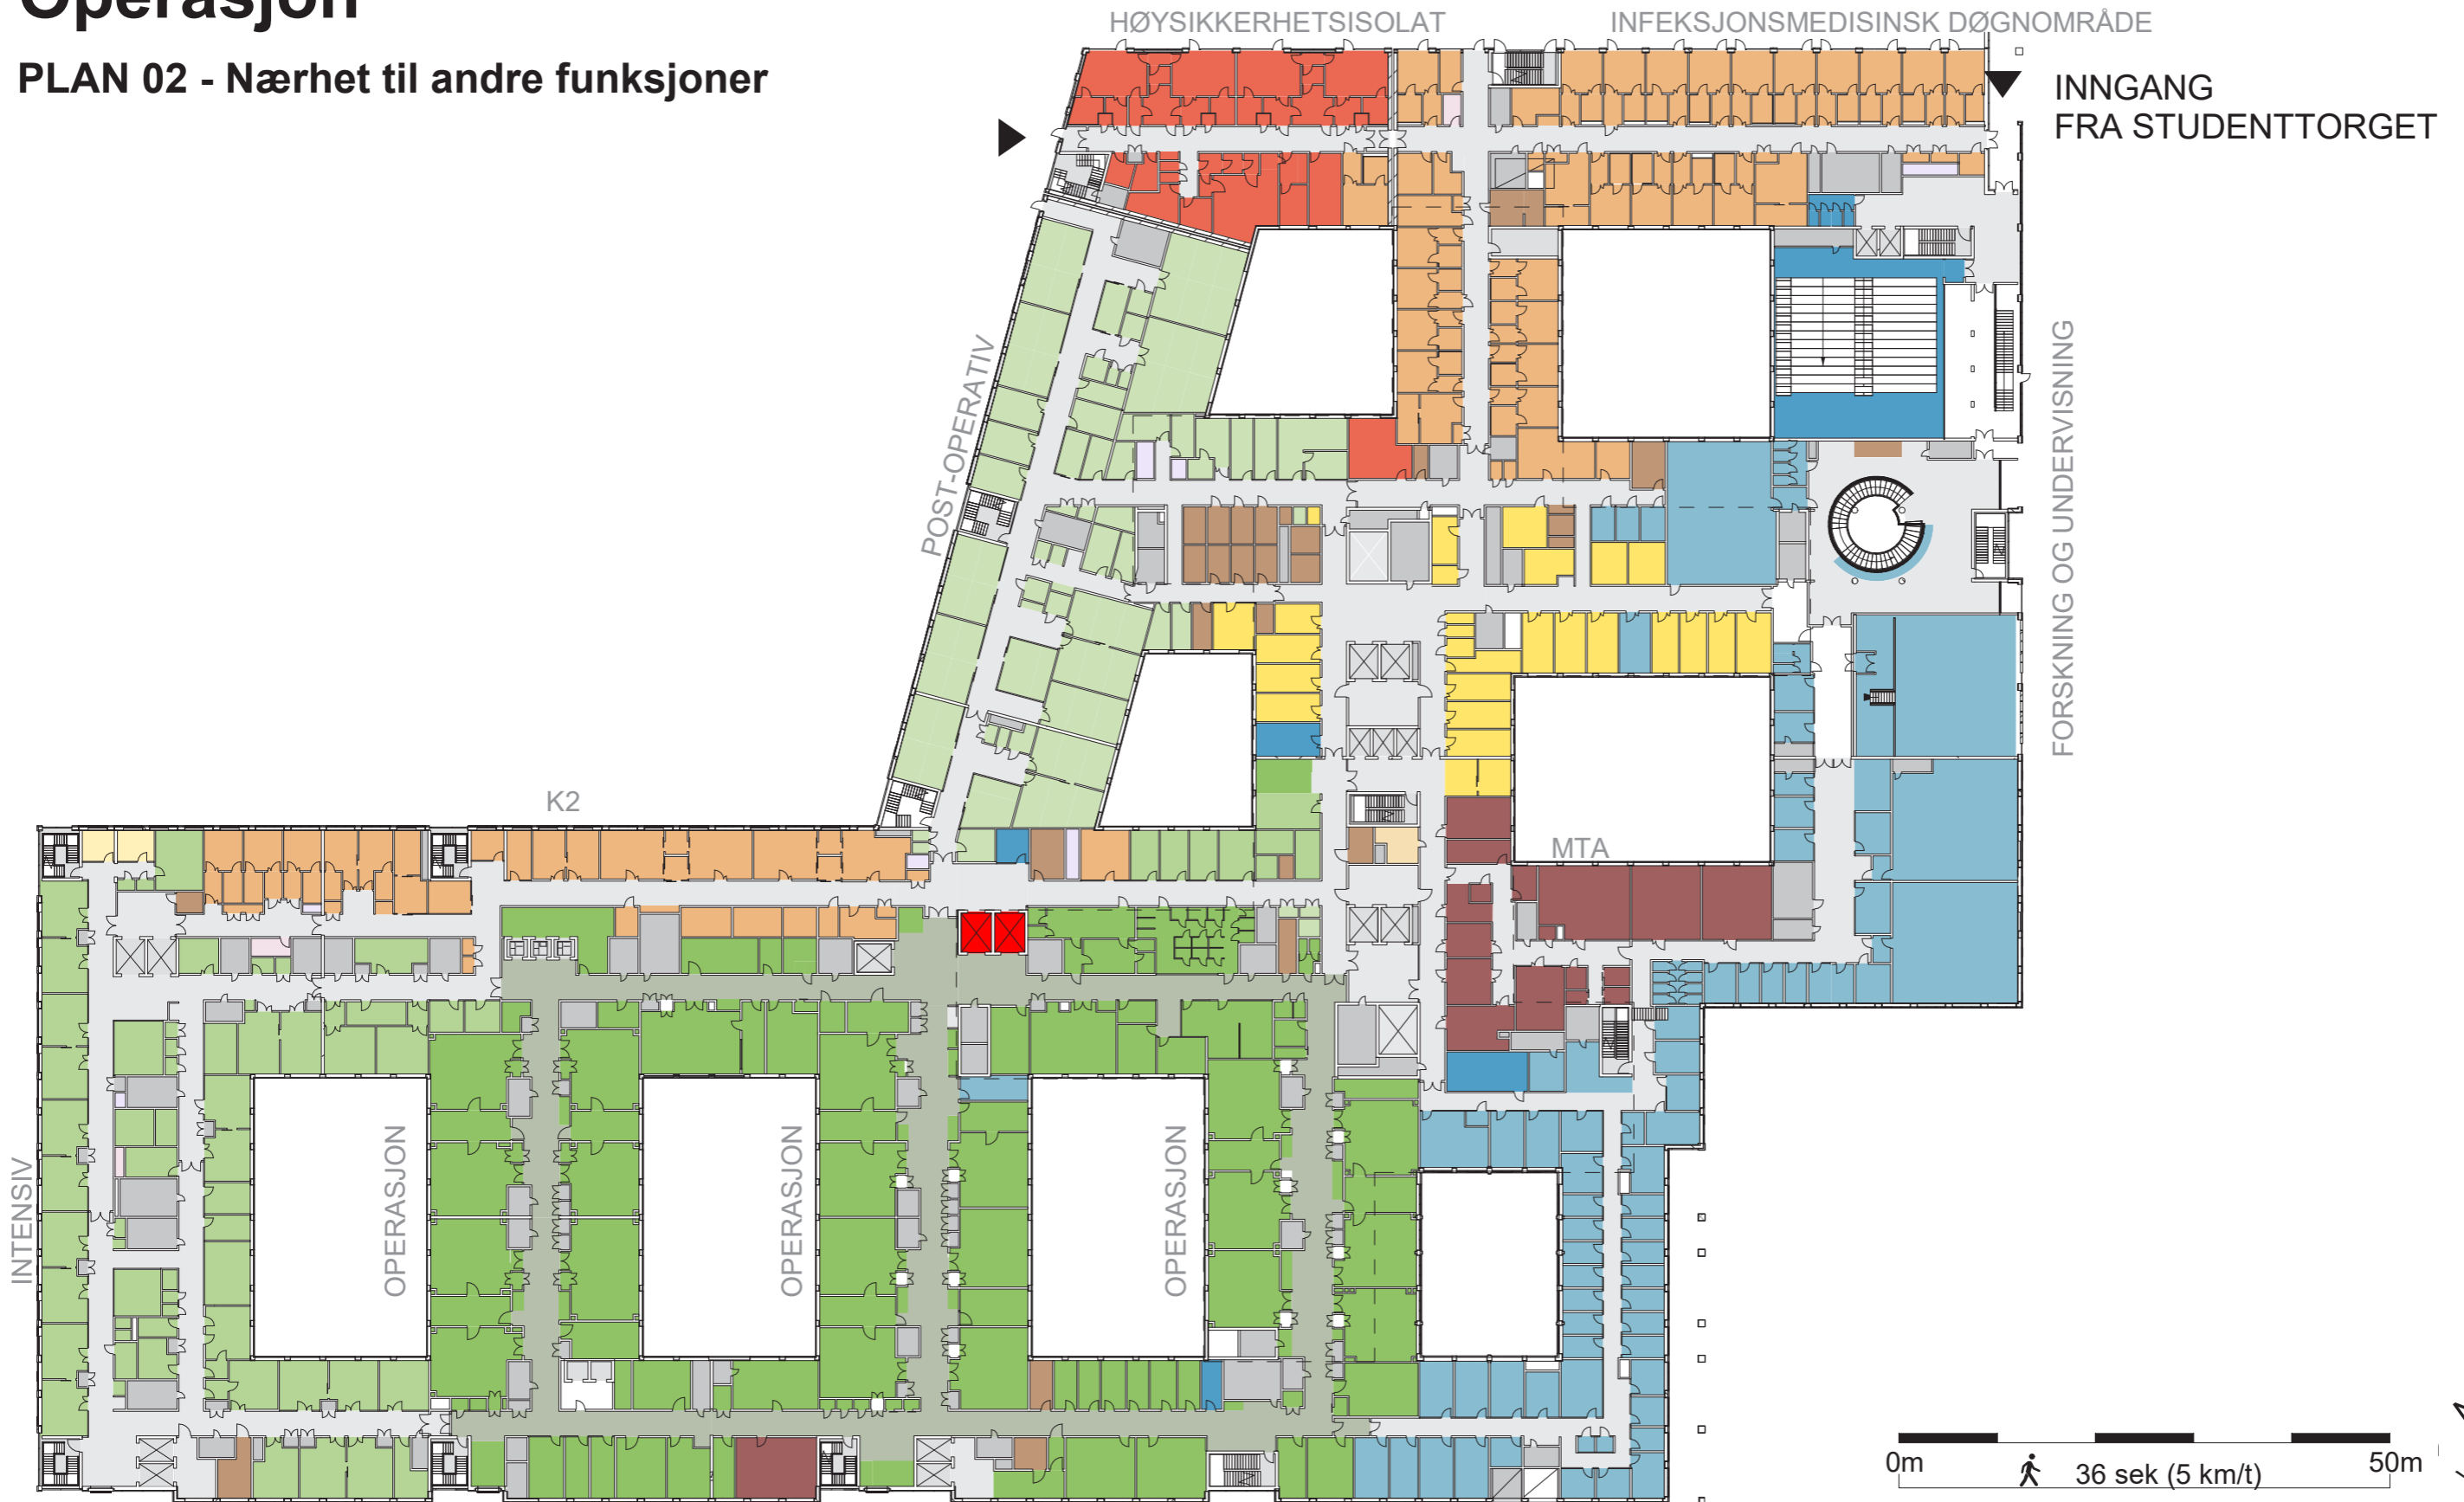 Operasjon
PLAN 02 - Nærhet til andre funksjoner
HØYSIKKERHETSISOLAT
INFEKSJONSMEDISINSK DØGNOMRÅDE
INNGANG
FRA STUDENTTORGET
POST-OPERATIV
FORSKNING OG UNDERVISNING
K2
MTA
INTENSIV
OPERASJON
OPERASJON
OPERASJON
0m
36 sek (5 km/t)
50m